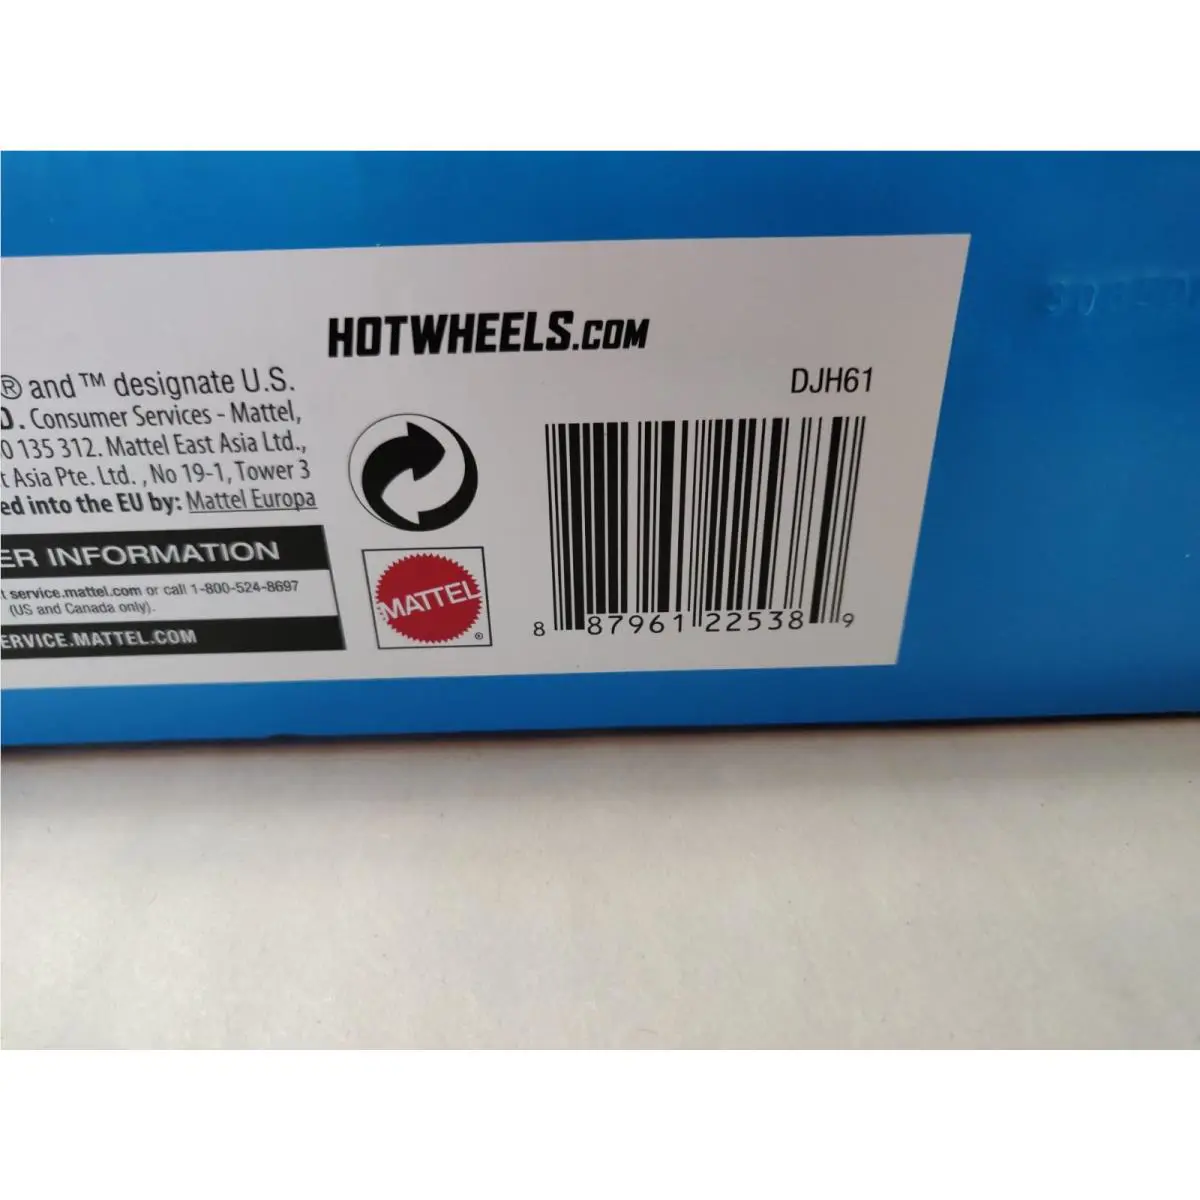 HOTWHEELS.COM
® and ™ designate U.S.
. Consumer Services - Mattel,
0 135 312. Mattel East Asia Ltd.,
t Asia Pte. Ltd. , No 19-1, Tower 3
ed into the EU by: Mattel Europa
ER INFORMATION
t service.mattel.com or call 1-800-524-8697
(US and Canada only).
ERVICE.MATTEL.COM
MATTEL
®
DJH61
8 87961 22538 9